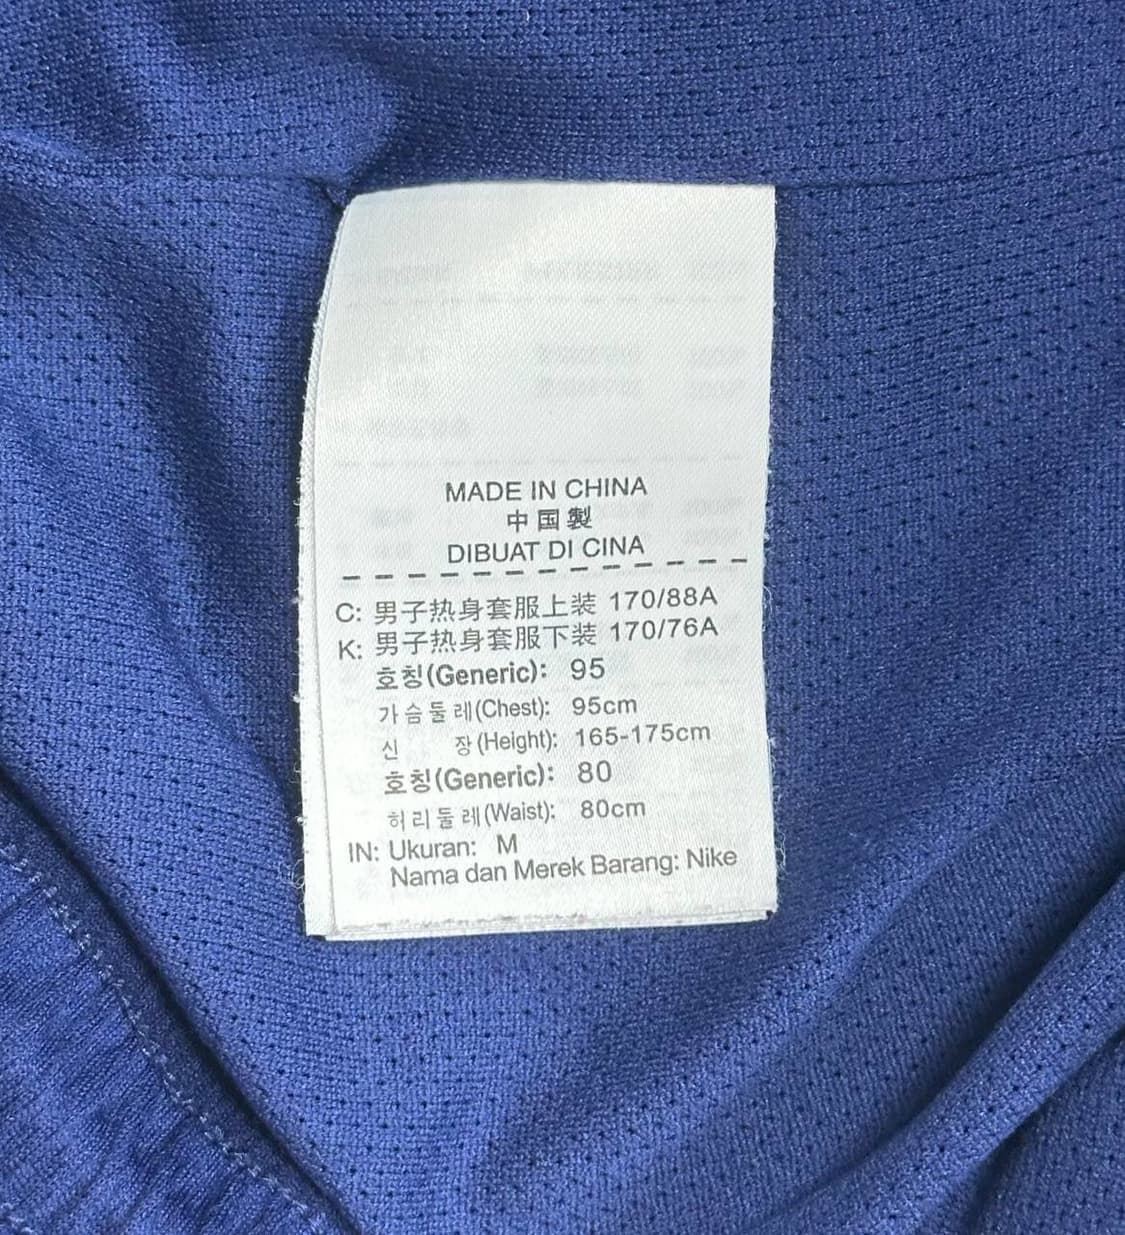 MADE IN CHINA
中国製
DIBUAT DI CINA
C: 男子热身套服上装 170/88A
K: 男子热身套服下装 170/76A
호칭(Generic): 95
가슴둘레(Chest): 95cm
신 장(Height): 165-175cm
호칭(Generic): 80
허리둘레(Waist): 80cm
IN: Ukuran: M
Nama dan Merek Barang: Nike